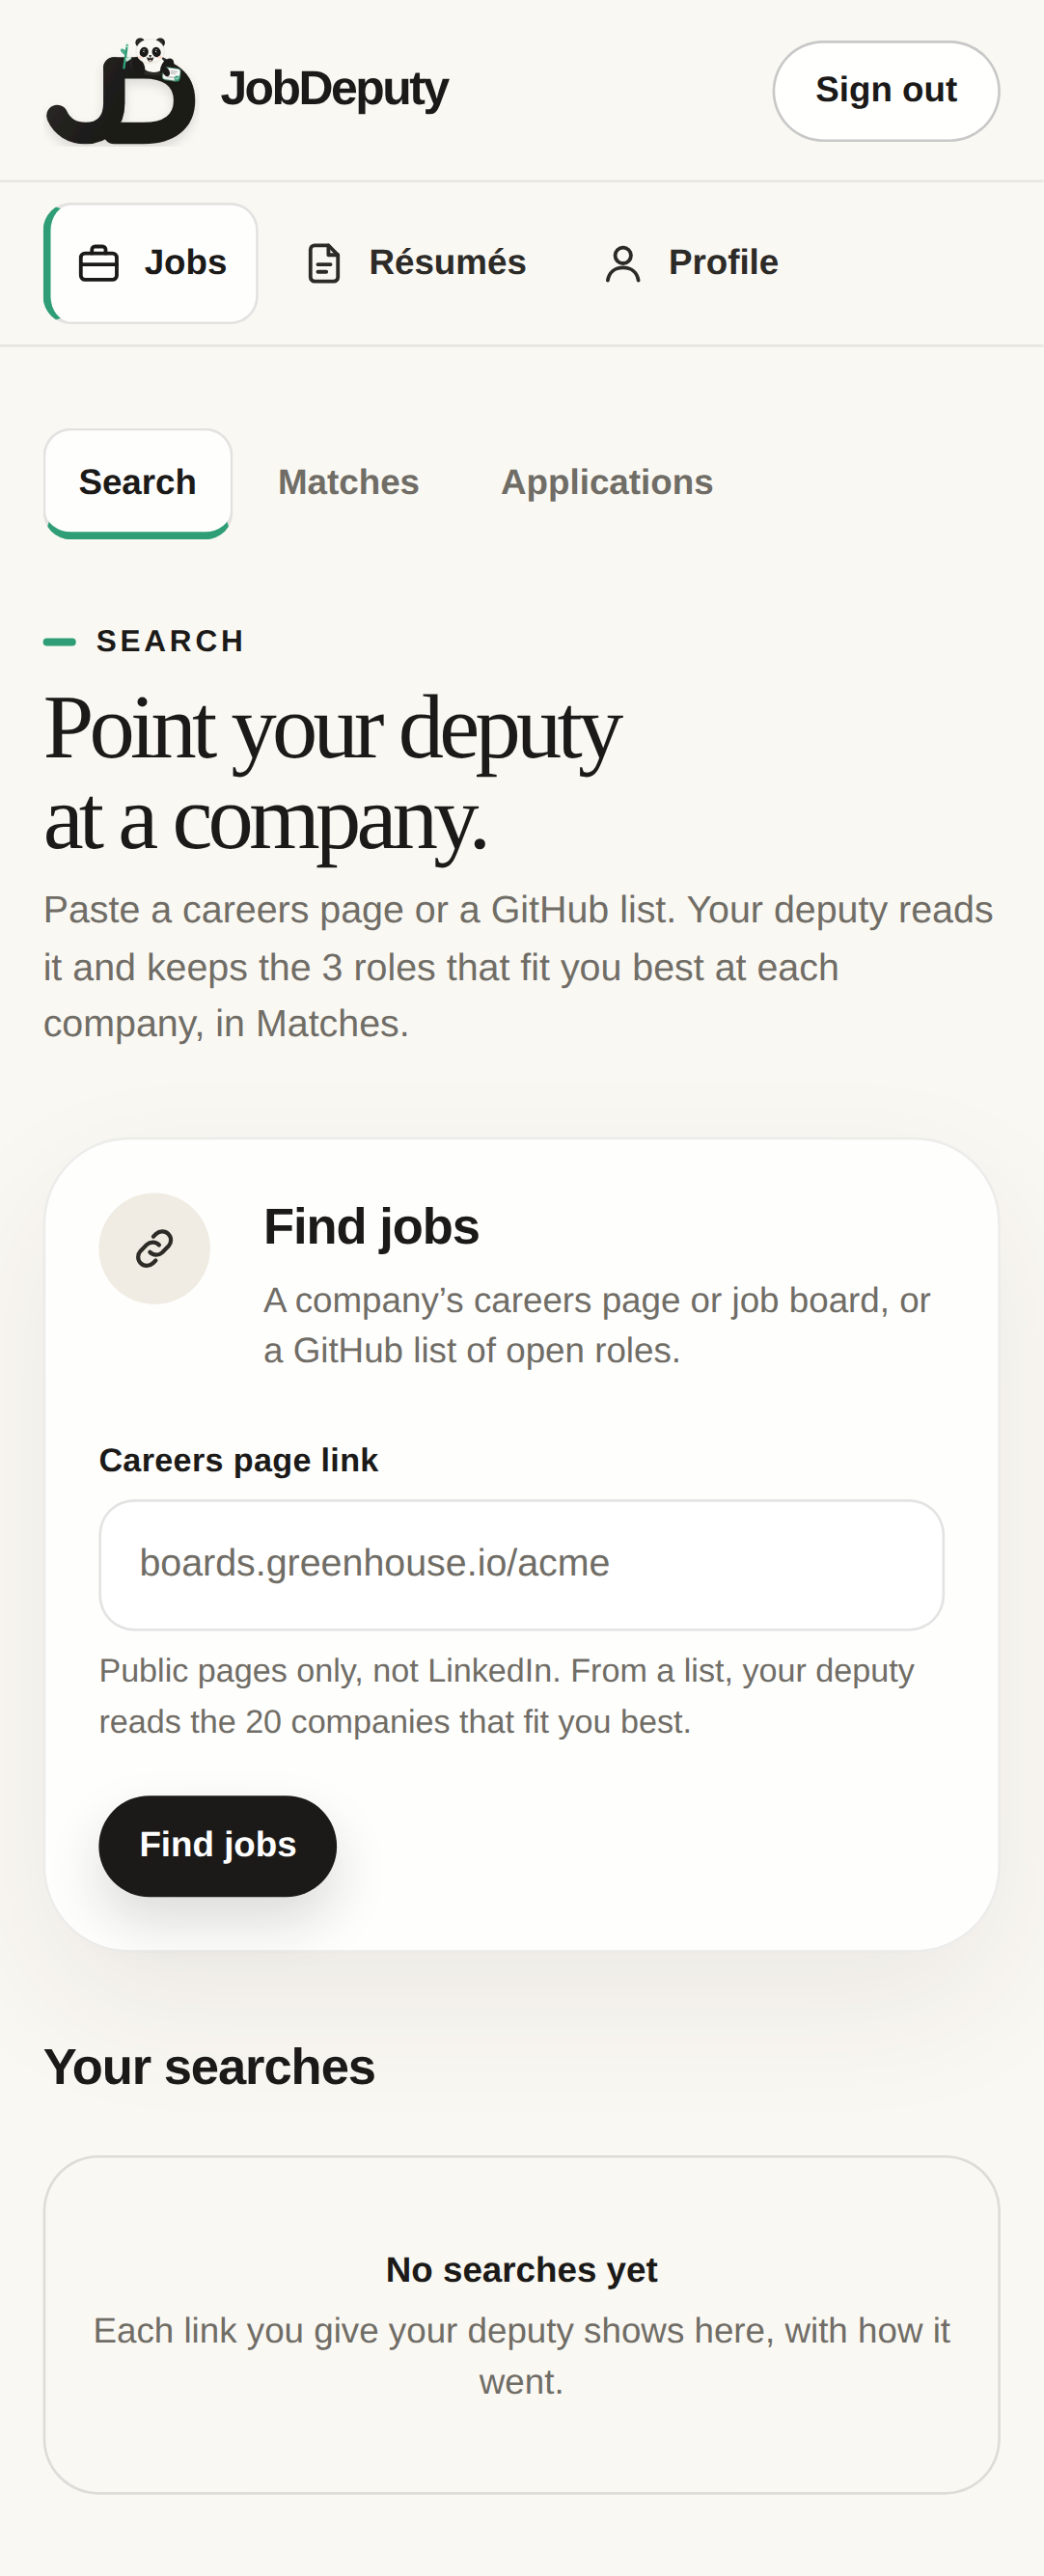 JD JobDeputy
Sign out
Jobs
Résumés
Profile
Search
Matches
Applications
SEARCH
Point your deputy
at a company.
Paste a careers page or a GitHub list. Your deputy reads
it and keeps the 3 roles that fit you best at each
company, in Matches.
Find jobs
A company’s careers page or job board, or
a GitHub list of open roles.
Careers page link
boards.greenhouse.io/acme
Public pages only, not LinkedIn. From a list, your deputy
reads the 20 companies that fit you best.
Find jobs
Your searches
No searches yet
Each link you give your deputy shows here, with how it
went.